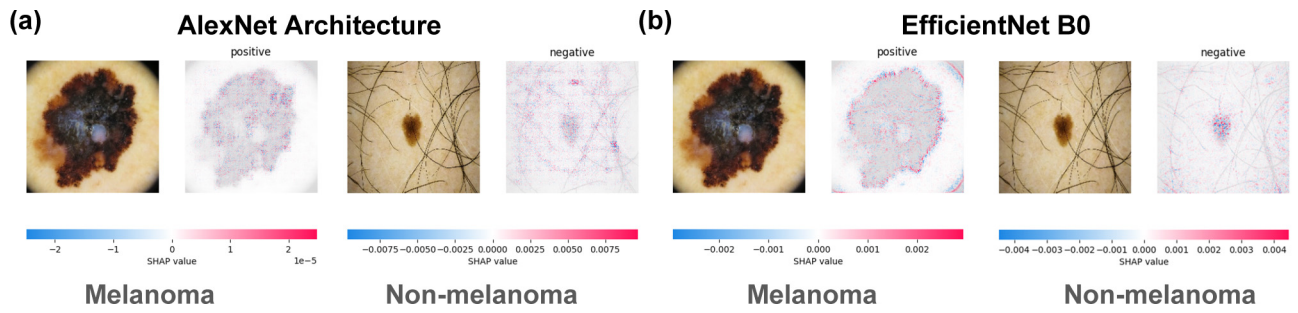 (a) AlexNet Architecture
positive
negative
−2 −1 0 1 2
1e−5
SHAP value
−0.0075 −0.0050 −0.0025 0.0000 0.0025 0.0050 0.0075
SHAP value
Melanoma
Non-melanoma
(b) EfficientNet B0
positive
negative
−0.002 −0.001 0.000 0.001 0.002
SHAP value
−0.004 −0.003 −0.002 −0.001 0.000 0.001 0.002 0.003 0.004
SHAP value
Melanoma
Non-melanoma